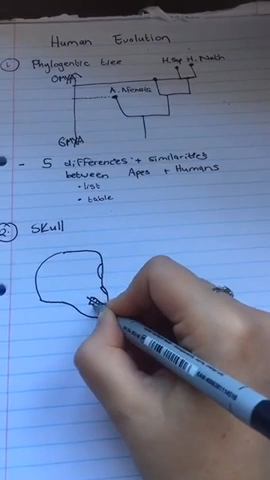 Human Evolution
1. Phylogenetic tree
0MYA
H.Sap H. Neath
A. Afarensis
6MYA
- 5 differences + similarities
between Apes + Humans
• list
• table
2. Skull